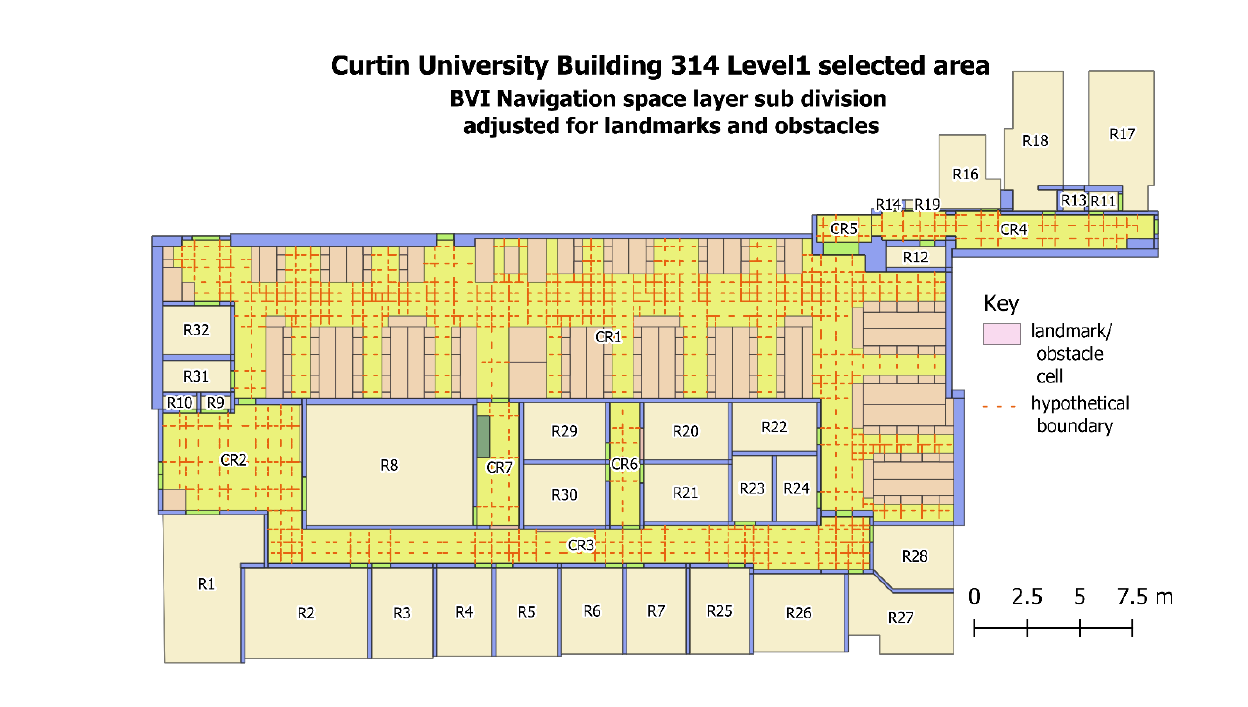 Curtin University Building 314 Level1 selected area
BVI Navigation space layer sub division
adjusted for landmarks and obstacles
R18
R17
R16
R13
R11
R14
R19
CR5
CR4
R12
Key
landmark/
obstacle
cell
hypothetical
boundary
R32
CR1
R31
R10
R9
R29
R20
R22
CR2
R8
CR7
CR6
R30
R21
R23
R24
CR3
R28
R1
R2
R3
R4
R5
R6
R7
R25
R26
R27
0 2.5 5 7.5 m